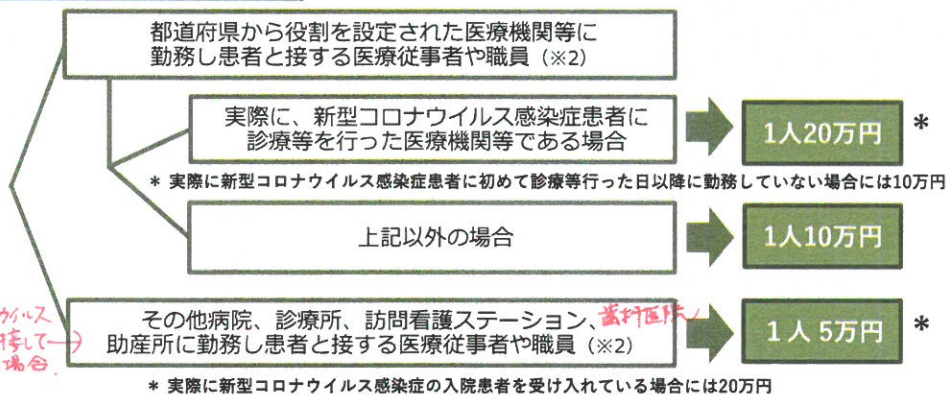 都道府県から役割を設定された医療機関等に
勤務し患者と接する医療従事者や職員（※2）
実際に、新型コロナウイルス感染症患者に
診療等を行った医療機関等である場合
1人20万円 *
* 実際に新型コロナウイルス感染症患者に初めて診療等行った日以降に勤務していない場合には10万円
上記以外の場合
1人10万円
ウイルス
接して→
場合
その他病院、診療所、訪問看護ステーション、歯科医院
助産所に勤務し患者と接する医療従事者や職員（※2）
1人 5万円 *
* 実際に新型コロナウイルス感染症の入院患者を受け入れている場合には20万円